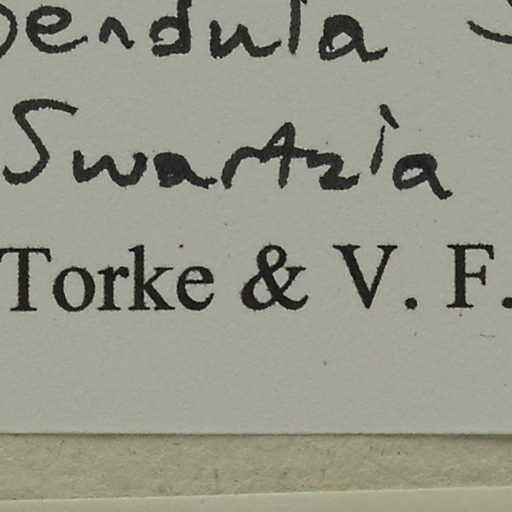 pendula S
Swartzia
Torke & V. F.